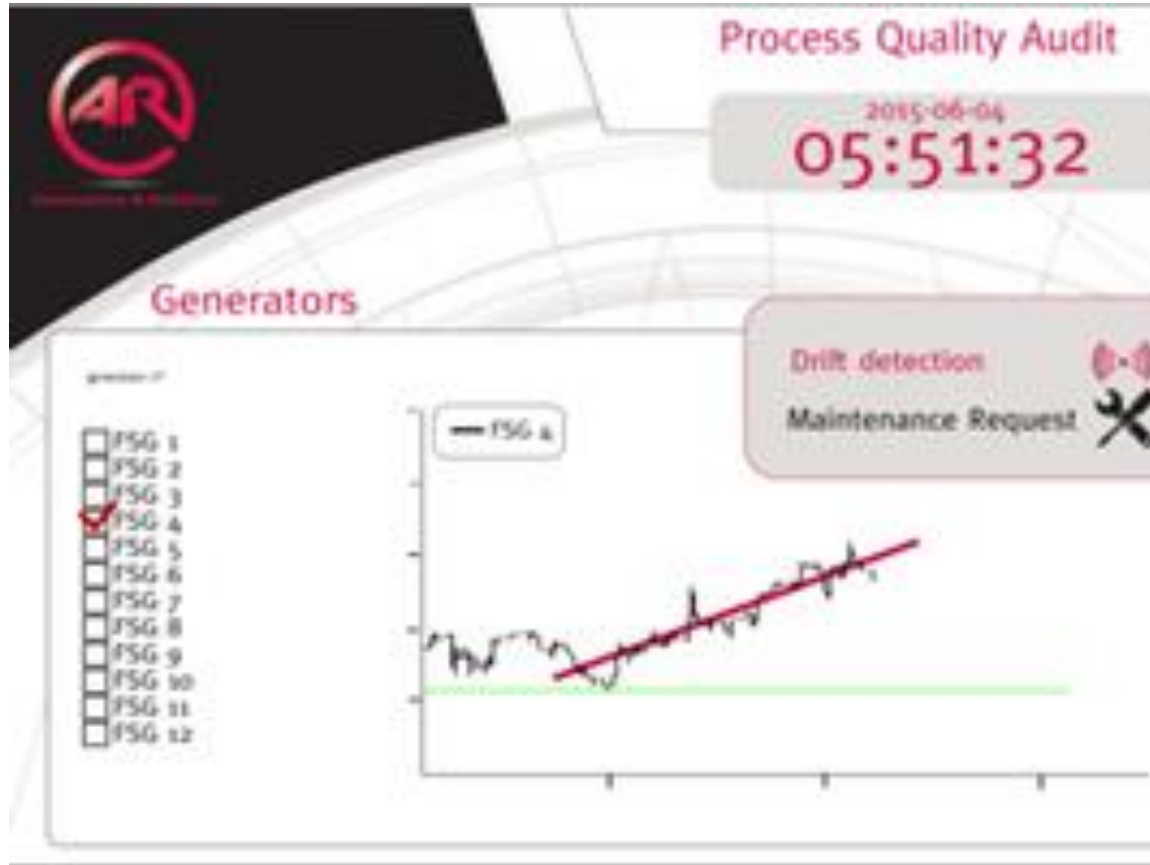 AR
Process Quality Audit
2015-06-04
05:51:32
Generators
Drift detection
Maintenance Request
FSG 4
FSG 1
FSG 2
FSG 3
FSG 4
FSG 5
FSG 6
FSG 7
FSG 8
FSG 9
FSG 10
FSG 11
FSG 12